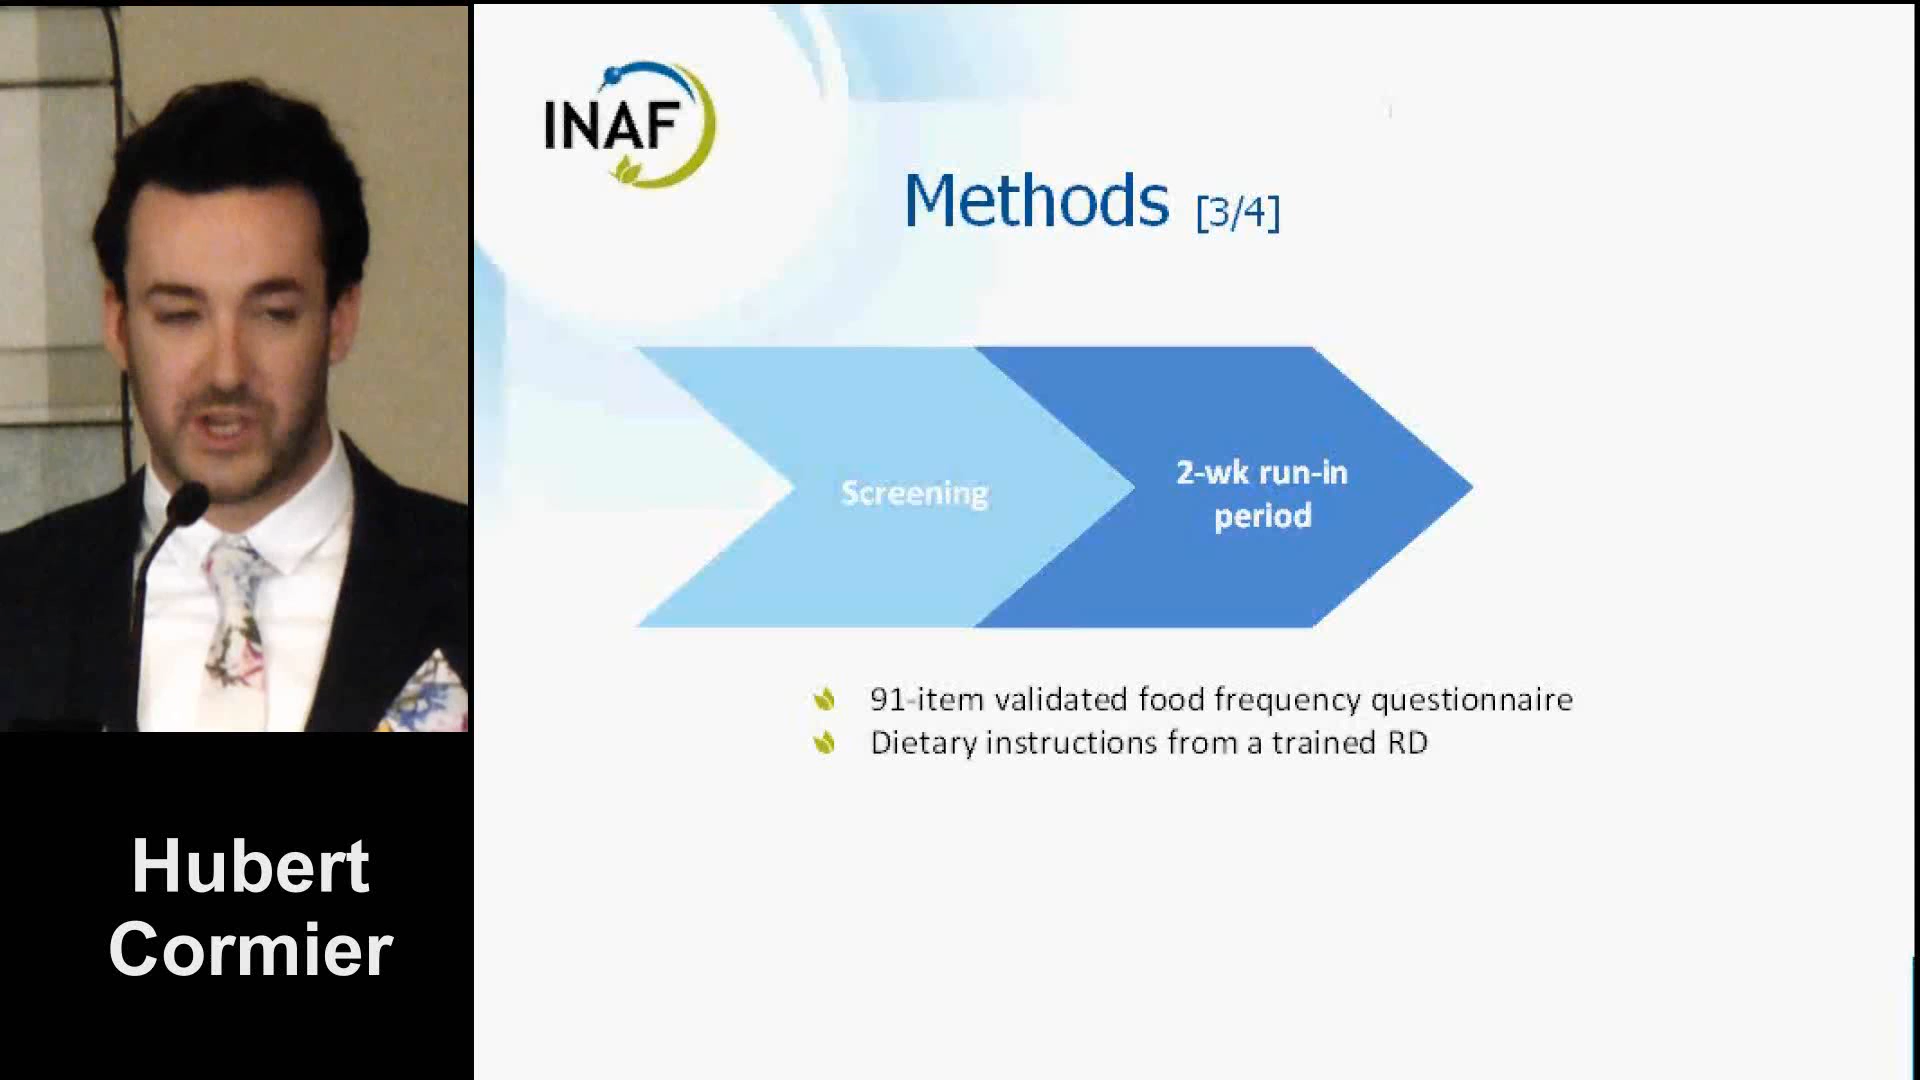 INAF
Methods [3/4]
Screening
2-wk run-in
period
91-item validated food frequency questionnaire
Dietary instructions from a trained RD
Hubert
Cormier